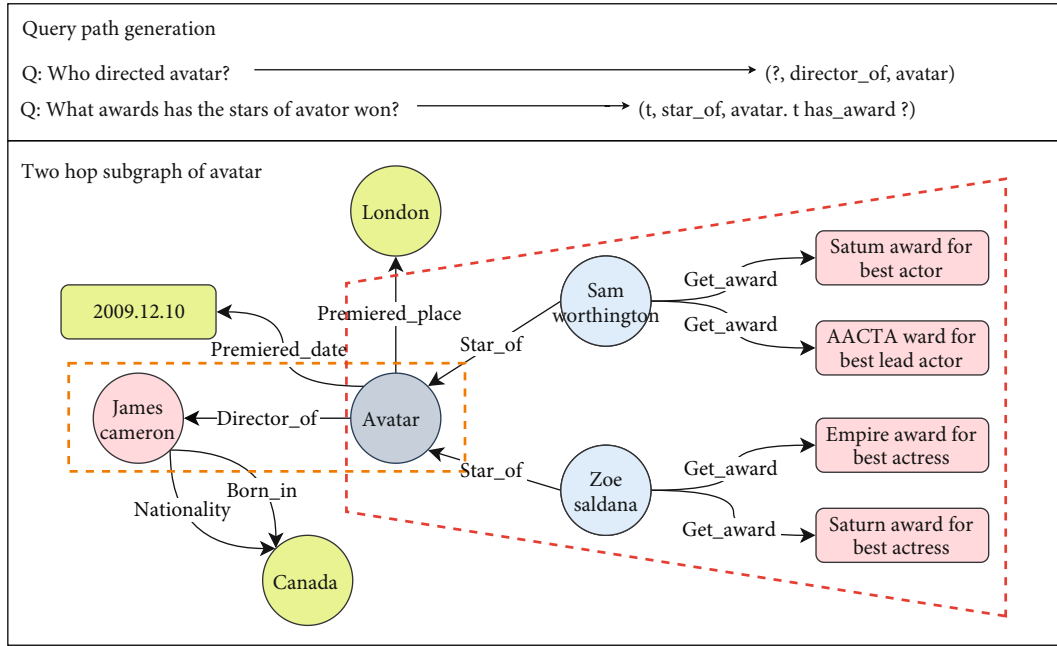 Query path generation
Q: Who directed avatar?
(?, director_of, avatar)
Q: What awards has the stars of avator won?
(t, star_of, avatar. t has_award ?)
Two hop subgraph of avatar
London
Satum award for
best actor
Get_award
Sam
worthington
2009.12.10
Premiered_place
Get_award
AACTA ward for
best lead actor
Premiered_date
Star_of
James
cameron
Director_of
Avatar
Empire award for
best actress
Get_award
Star_of
Zoe
saldana
Born_in
Nationality
Get_award
Saturn award for
best actress
Canada